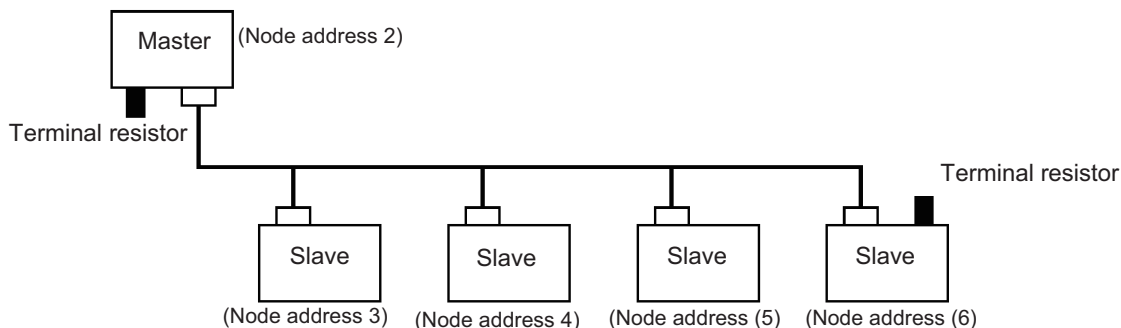 Master
(Node address 2)
Terminal resistor
Terminal resistor
Slave
Slave
Slave
Slave
(Node address 3)
(Node address 4)
(Node address (5)
(Node address (6)